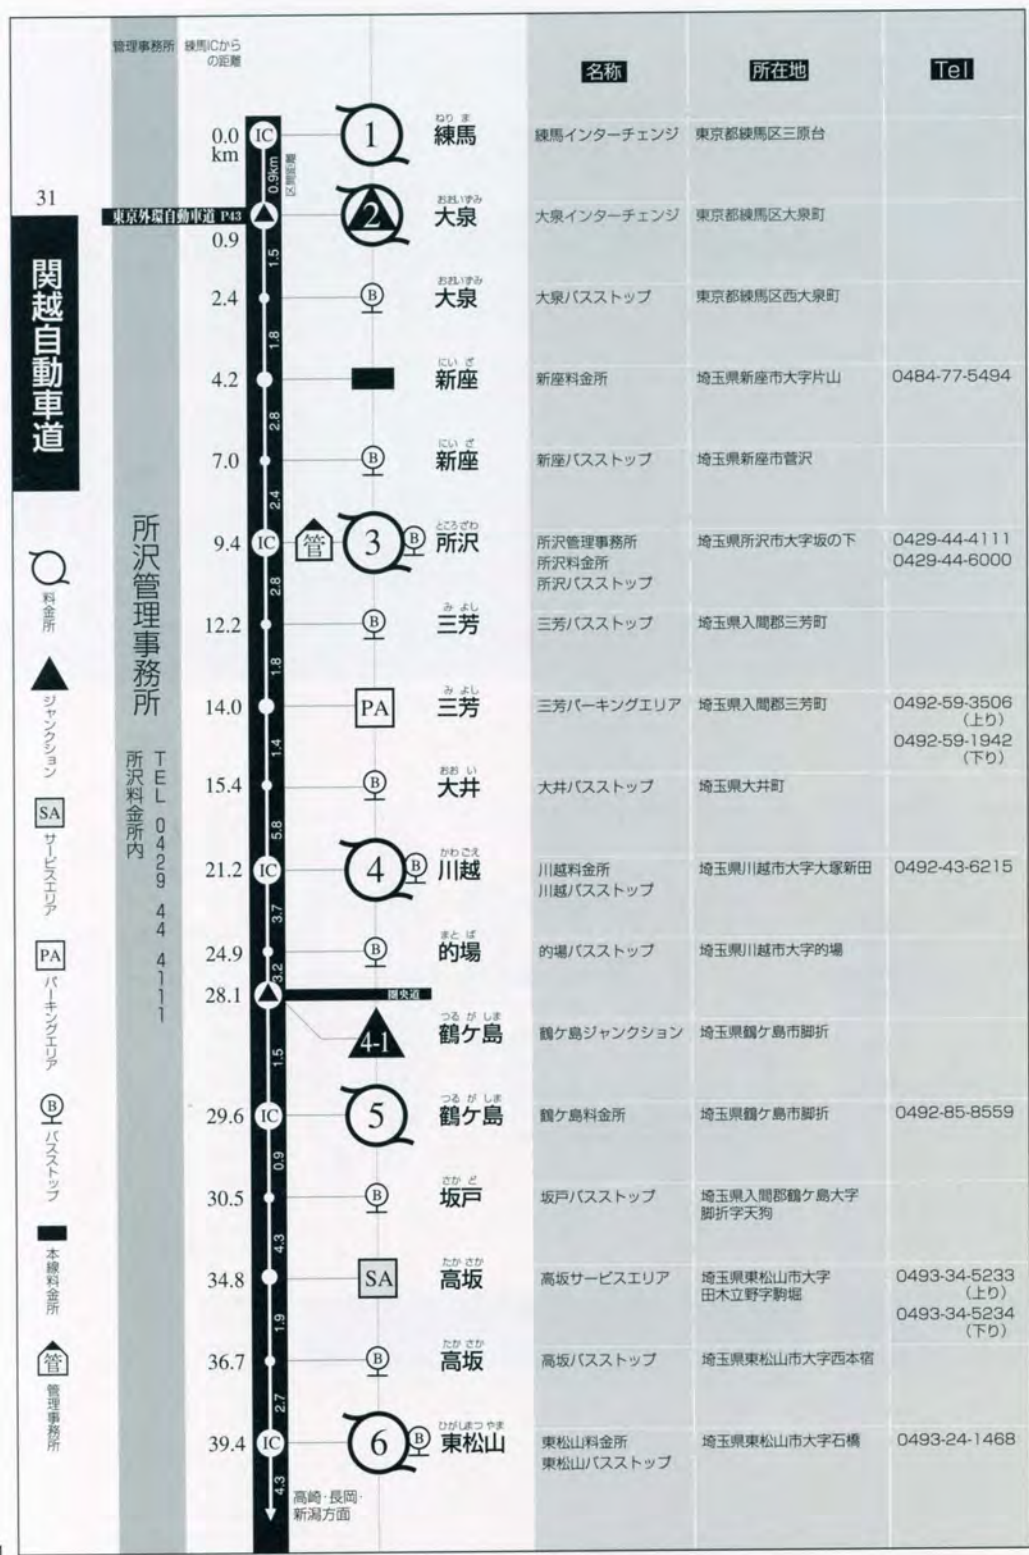 管理事務所
練馬ICから
の距離
名称
所在地
Tel
0.0
km
IC
0.9km
区間距離
1
ねりま
練馬
練馬インターチェンジ
東京都練馬区三原台
31
関越自動車道
東京外環自動車道 P43
0.9
1.5
2
おおいずみ
大泉
大泉インターチェンジ
東京都練馬区大泉町
2.4
1.8
B
おおいずみ
大泉
大泉バスストップ
東京都練馬区西大泉町
4.2
2.8
にいざ
新座
新座料金所
埼玉県新座市大字片山
0484-77-5494
7.0
2.4
B
にいざ
新座
新座バスストップ
埼玉県新座市菅沢
9.4
IC
2.8
管
3
B
ところざわ
所沢
所沢管理事務所
所沢料金所
所沢バスストップ
埼玉県所沢市大字坂の下
0429-44-4111
0429-44-6000
12.2
1.8
B
みよし
三芳
三芳バスストップ
埼玉県入間郡三芳町
14.0
1.4
PA
みよし
三芳
三芳パーキングエリア
埼玉県入間郡三芳町
0492-59-3506
(上り)
0492-59-1942
(下り)
15.4
5.8
B
おおい
大井
大井バスストップ
埼玉県大井町
21.2
IC
3.7
4
B
かわごえ
川越
川越料金所
川越バスストップ
埼玉県川越市大字大塚新田
0492-43-6215
24.9
3.2
B
まとば
的場
的場バスストップ
埼玉県川越市大字的場
28.1
圏央道
1.5
4-1
つるがしま
鶴ケ島
鶴ケ島ジャンクション
埼玉県鶴ケ島市脚折
29.6
IC
0.9
5
つるがしま
鶴ケ島
鶴ケ島料金所
埼玉県鶴ケ島市脚折
0492-85-8559
30.5
4.3
B
さかど
坂戸
坂戸バスストップ
埼玉県入間郡鶴ケ島大字
脚折字天狗
34.8
1.9
SA
たかさか
高坂
高坂サービスエリア
埼玉県東松山市大字
田木立野字駒堀
0493-34-5233
(上り)
0493-34-5234
(下り)
36.7
2.7
B
たかさか
高坂
高坂バスストップ
埼玉県東松山市大字西本宿
39.4
IC
4.3
6
B
ひがしまつやま
東松山
東松山料金所
東松山バスストップ
埼玉県東松山市大字石橋
0493-24-1468
高崎・長岡・
新潟方面
所沢管理事務所
TEL 0429 44 4111
所沢料金所内
料金所
ジャンクション
SA
サービスエリア
PA
パーキングエリア
B
バスストップ
本線料金所
管
管理事務所